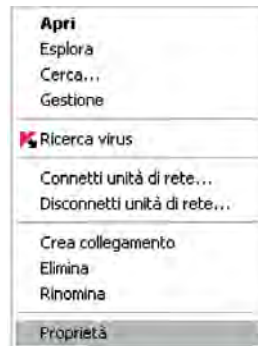 Apri
Esplora
Cerca...
Gestione
Ricerca virus
Connetti unità di rete...
Disconnetti unità di rete...
Crea collegamento
Elimina
Rinomina
Proprietà